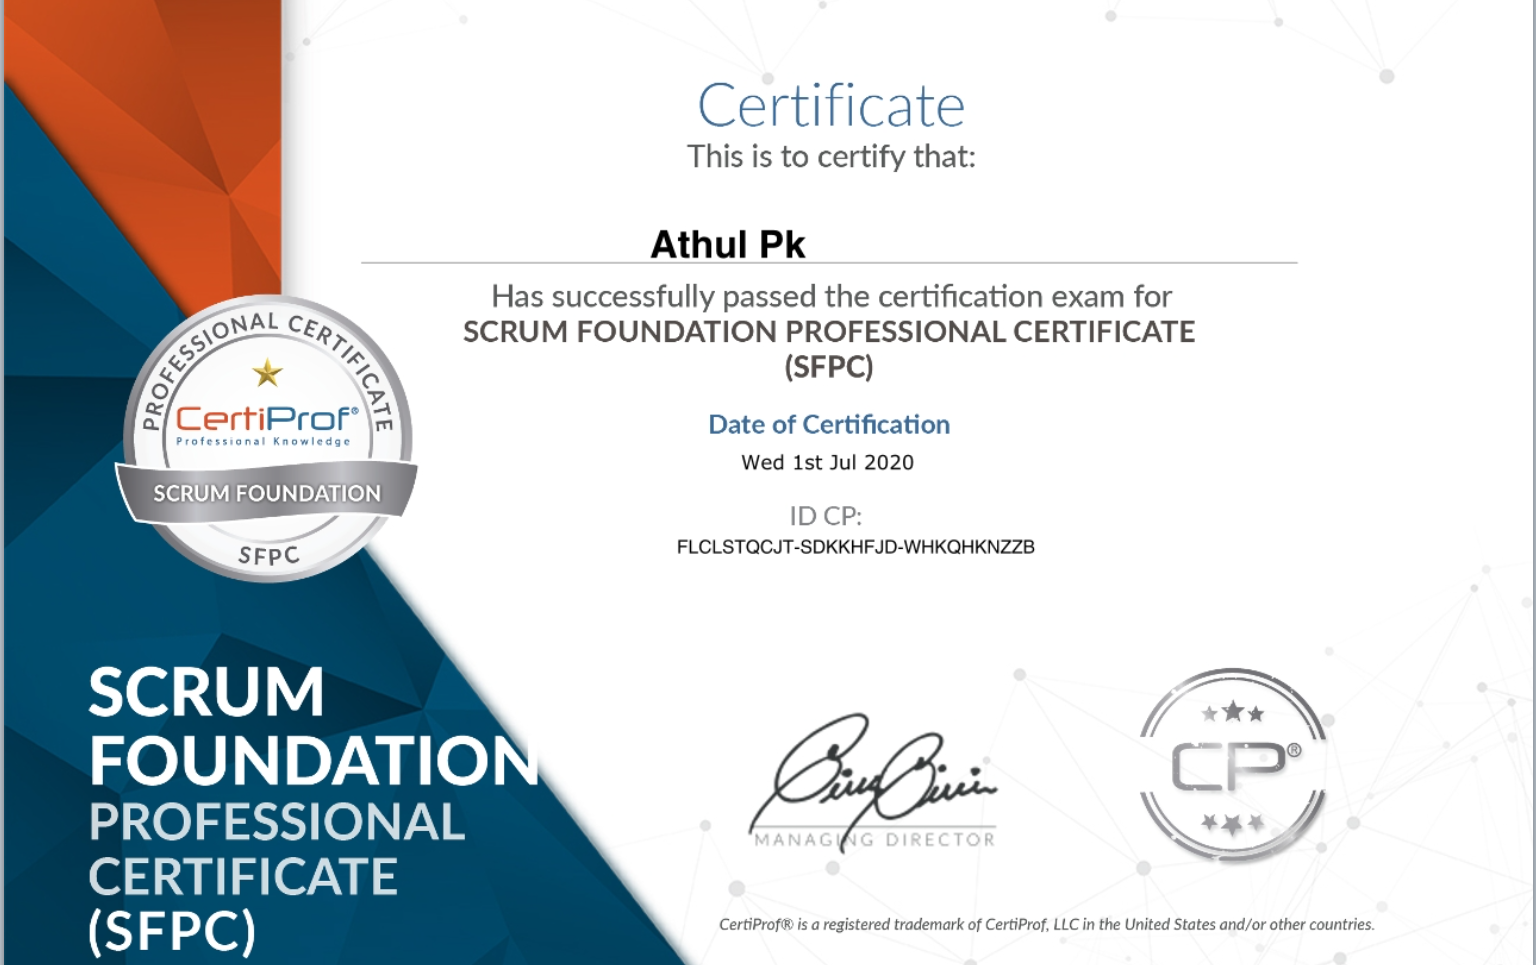 Certificate
This is to certify that:
Athul Pk
Has successfully passed the certification exam for
SCRUM FOUNDATION PROFESSIONAL CERTIFICATE
(SFPC)
Date of Certification
Wed 1st Jul 2020
ID CP:
FLCLSTQCJT-SDKKHFJD-WHKQHKNZZB
PROFESSIONAL CERTIFICATE
CertiProf®
Professional Knowledge
SCRUM FOUNDATION
SFPC
SCRUM
FOUNDATION
PROFESSIONAL
CERTIFICATE
(SFPC)
MANAGING DIRECTOR
CP®
CertiProf® is a registered trademark of CertiProf, LLC in the United States and/or other countries.